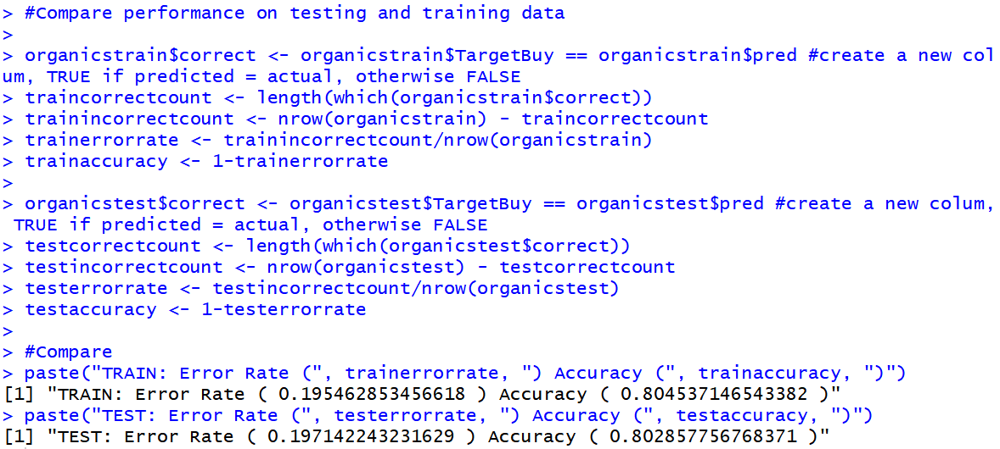 > #Compare performance on testing and training data
>
> organicstrain$correct <- organicstrain$TargetBuy == organicstrain$pred #create a new col
um, TRUE if predicted = actual, otherwise FALSE
> traincorrectcount <- length(which(organicstrain$correct))
> trainincorrectcount <- nrow(organicstrain) - traincorrectcount
> trainerrorrate <- trainincorrectcount/nrow(organicstrain)
> trainaccuracy <- 1-trainerrorrate
>
> organicstest$correct <- organicstest$TargetBuy == organicstest$pred #create a new colum,
 TRUE if predicted = actual, otherwise FALSE
> testcorrectcount <- length(which(organicstest$correct))
> testincorrectcount <- nrow(organicstest) - testcorrectcount
> testerrorrate <- testincorrectcount/nrow(organicstest)
> testaccuracy <- 1-testerrorrate
>
> #Compare
> paste("TRAIN: Error Rate (", trainerrorrate, ") Accuracy (", trainaccuracy, ")")
[1] "TRAIN: Error Rate ( 0.195462853456618 ) Accuracy ( 0.804537146543382 )"
> paste("TEST: Error Rate (", testerrorrate, ") Accuracy (", testaccuracy, ")")
[1] "TEST: Error Rate ( 0.197142243231629 ) Accuracy ( 0.802857756768371 )"